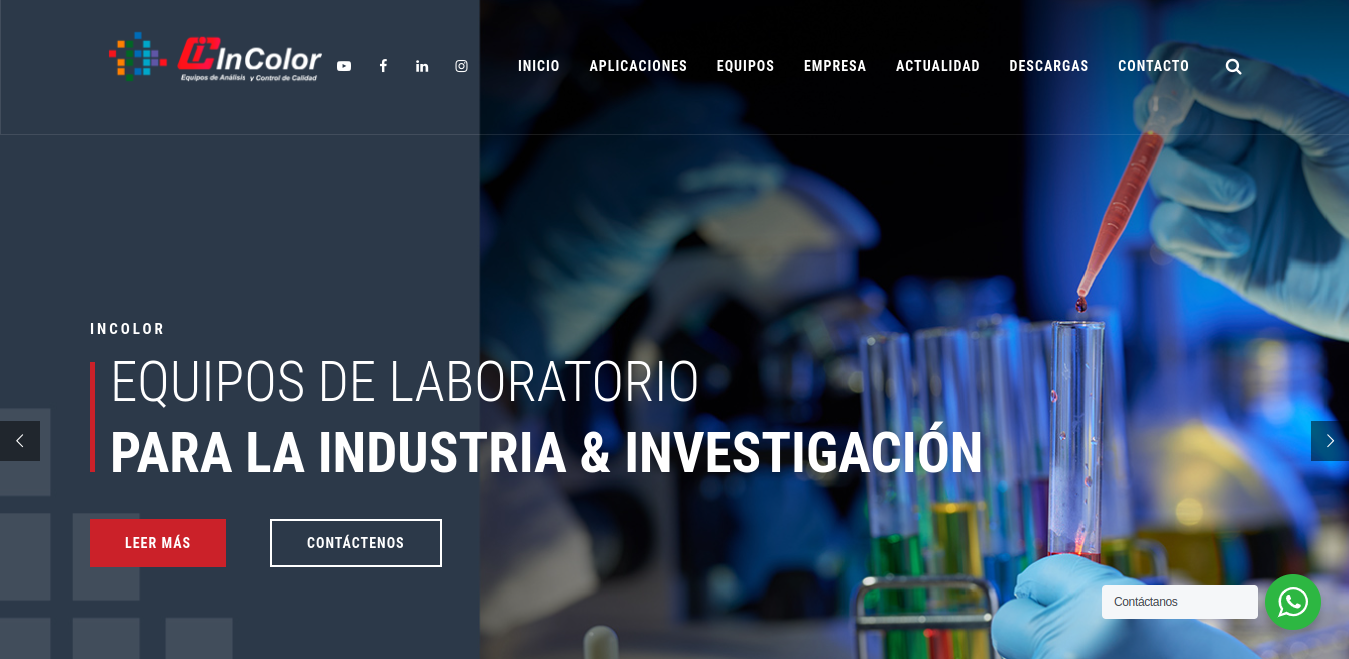 InColor
Equipos de Análisis y Control de Calidad
INICIO APLICACIONES EQUIPOS EMPRESA ACTUALIDAD DESCARGAS CONTACTO
INCOLOR
EQUIPOS DE LABORATORIO
PARA LA INDUSTRIA & INVESTIGACIÓN
LEER MÁS CONTÁCTENOS
Contáctanos